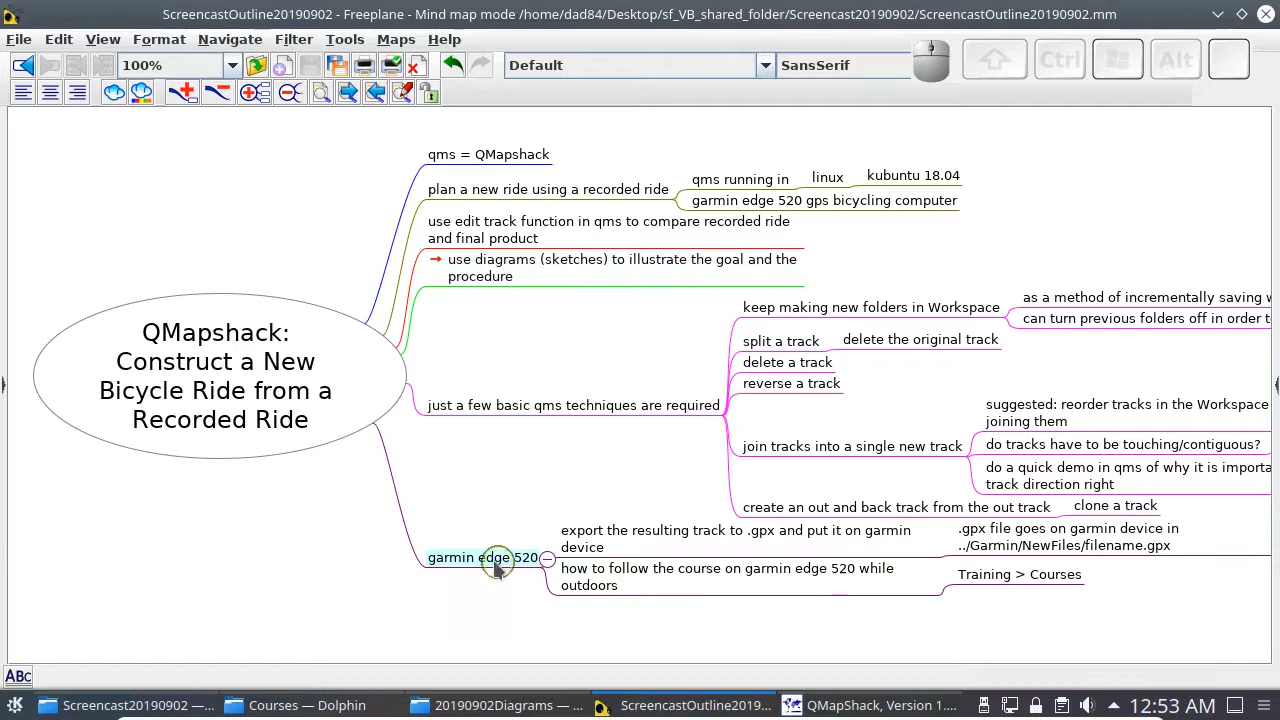 ScreencastOutline20190902 - Freeplane - Mind map mode /home/dad84/Desktop/sf_VB_shared_folder/Screencast20190902/ScreencastOutline20190902.mm
File Edit View Format Navigate Filter Tools Maps Help
100% Default SansSerif
Ctrl Alt
qms = QMapshack
plan a new ride using a recorded ride
qms running in linux kubuntu 18.04
garmin edge 520 gps bicycling computer
use edit track function in qms to compare recorded ride
and final product
use diagrams (sketches) to illustrate the goal and the
procedure
QMapshack:
Construct a New
Bicycle Ride from a
Recorded Ride
just a few basic qms techniques are required
keep making new folders in Workspace
as a method of incrementally saving
can turn previous folders off in order
split a track delete the original track
delete a track
reverse a track
join tracks into a single new track
suggested: reorder tracks in the Workspace
joining them
do tracks have to be touching/contiguous?
do a quick demo in qms of why it is importa
track direction right
create an out and back track from the out track clone a track
garmin edge 520
export the resulting track to .gpx and put it on garmin
device
.gpx file goes on garmin device in
../Garmin/NewFiles/filename.gpx
how to follow the course on garmin edge 520 while
outdoors
Training > Courses
ABC
Screencast20190902 —... Courses — Dolphin 20190902Diagrams — ... ScreencastOutline2019... QMapShack, Version 1.... 12:53 AM